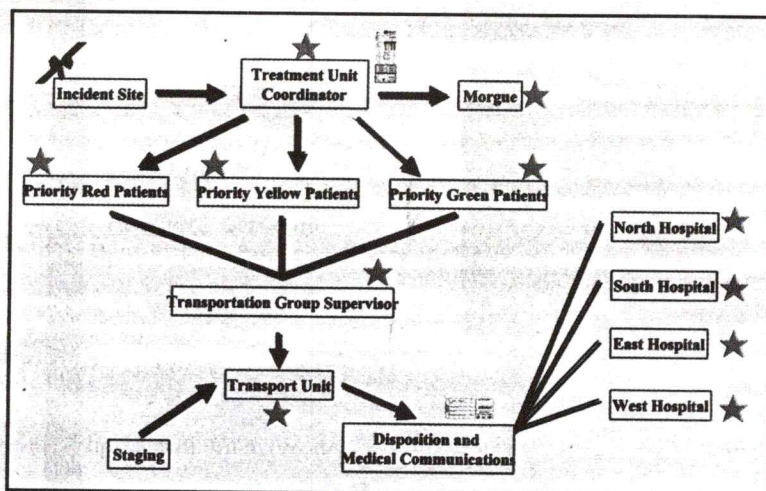 Incident Site
Treatment Unit
Coordinator
Morgue
Priority Red Patients
Priority Yellow Patients
Priority Green Patients
North Hospital
South Hospital
East Hospital
West Hospital
Transportation Group Supervisor
Transport Unit
Staging
Disposition and
Medical Communications